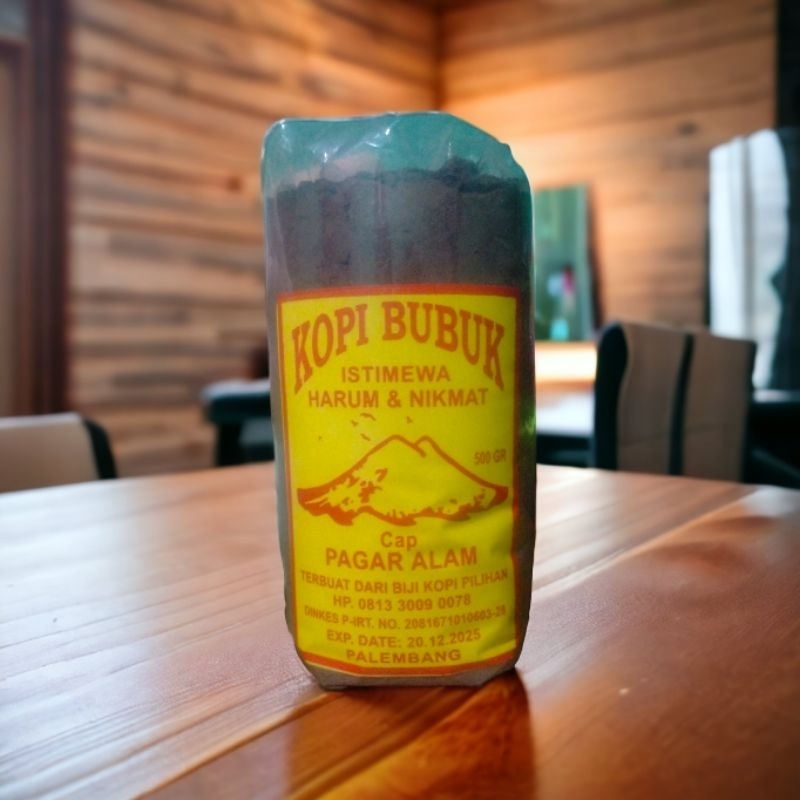 KOPI BUBUK
ISTIMEWA
HARUM & NIKMAT
500 GR
Cap
PAGAR ALAM
TERBUAT DARI BIJI KOPI PILIHAN
HP. 0813 3009 0078
DINKES P-IRT. NO. 2081671010603-28
EXP. DATE: 20.12.2025
PALEMBANG